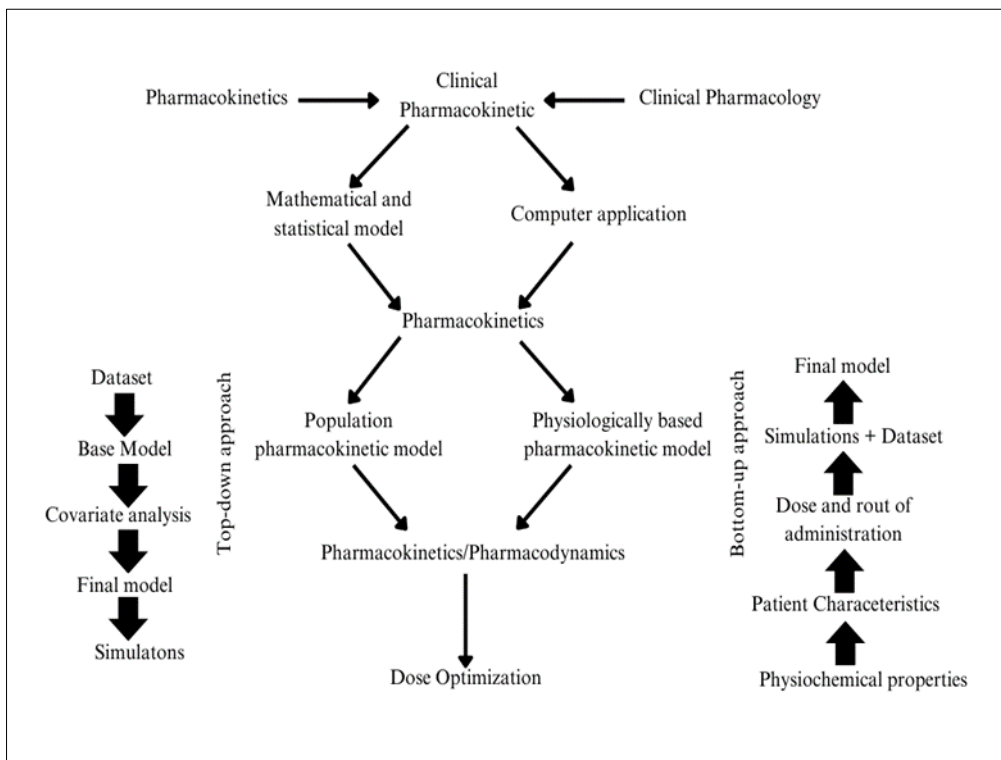 Clinical
Pharmacokinetic
Pharmacokinetics
Clinical Pharmacology
Mathematical and
statistical model
Computer application
Pharmacokinetics
Population
pharmacokinetic model
Physiologically based
pharmacokinetic model
Pharmacokinetics/Pharmacodynamics
Dose Optimization
Top-down approach
Dataset
Base Model
Covariate analysis
Final model
Simulatons
Bottom-up approach
Final model
Simulations + Dataset
Dose and rout of
administration
Patient Characeteristics
Physiochemical properties